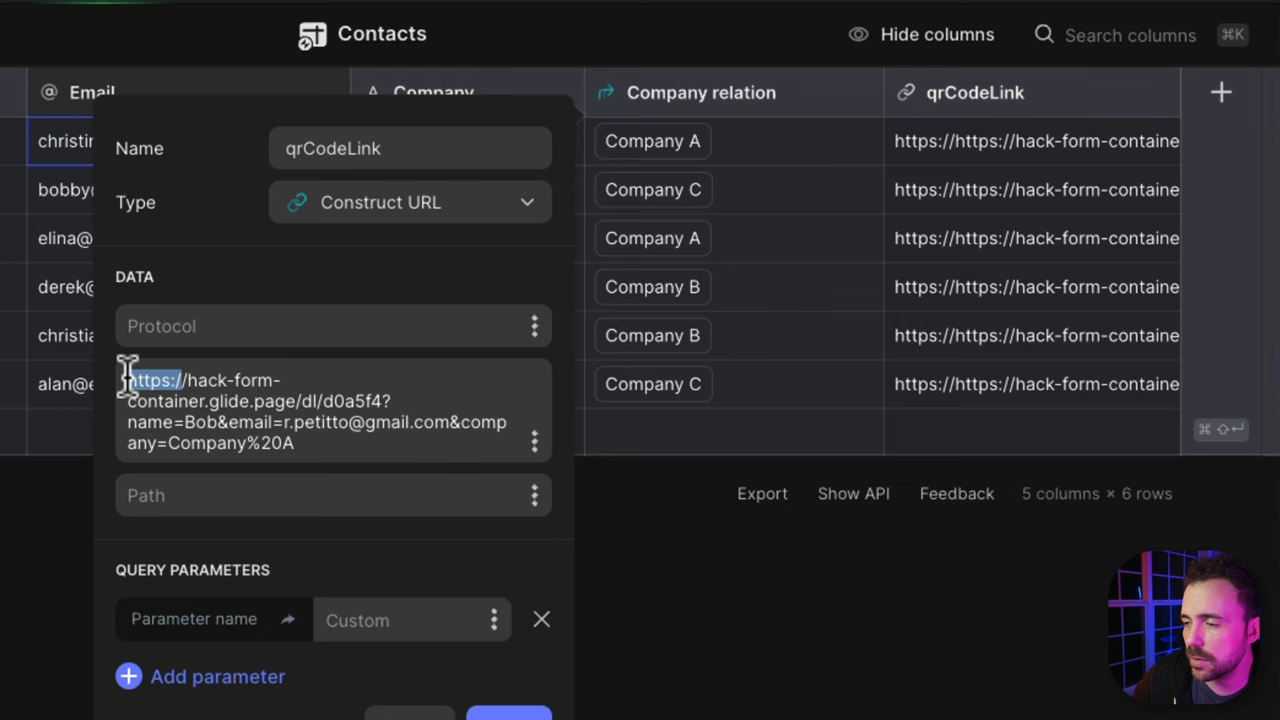 Contacts
Hide columns
Search columns
⌘K
Email
Company
Company relation
qrCodeLink
christin
Company A
https://https://hack-form-containe
bobby@
Company C
https://https://hack-form-containe
elina@
Company A
https://https://hack-form-containe
derek@
Company B
https://https://hack-form-containe
christia
Company B
https://https://hack-form-containe
alan@e
Company C
https://https://hack-form-containe
⌘ ⇧ ↵
Export
Show API
Feedback
5 columns × 6 rows
Name
qrCodeLink
Type
Construct URL
DATA
Protocol
https://hack-form-
container.glide.page/dl/d0a5f4?
name=Bob&email=r.petitto@gmail.com&comp
any=Company%20A
Path
QUERY PARAMETERS
Parameter name
Custom
Add parameter